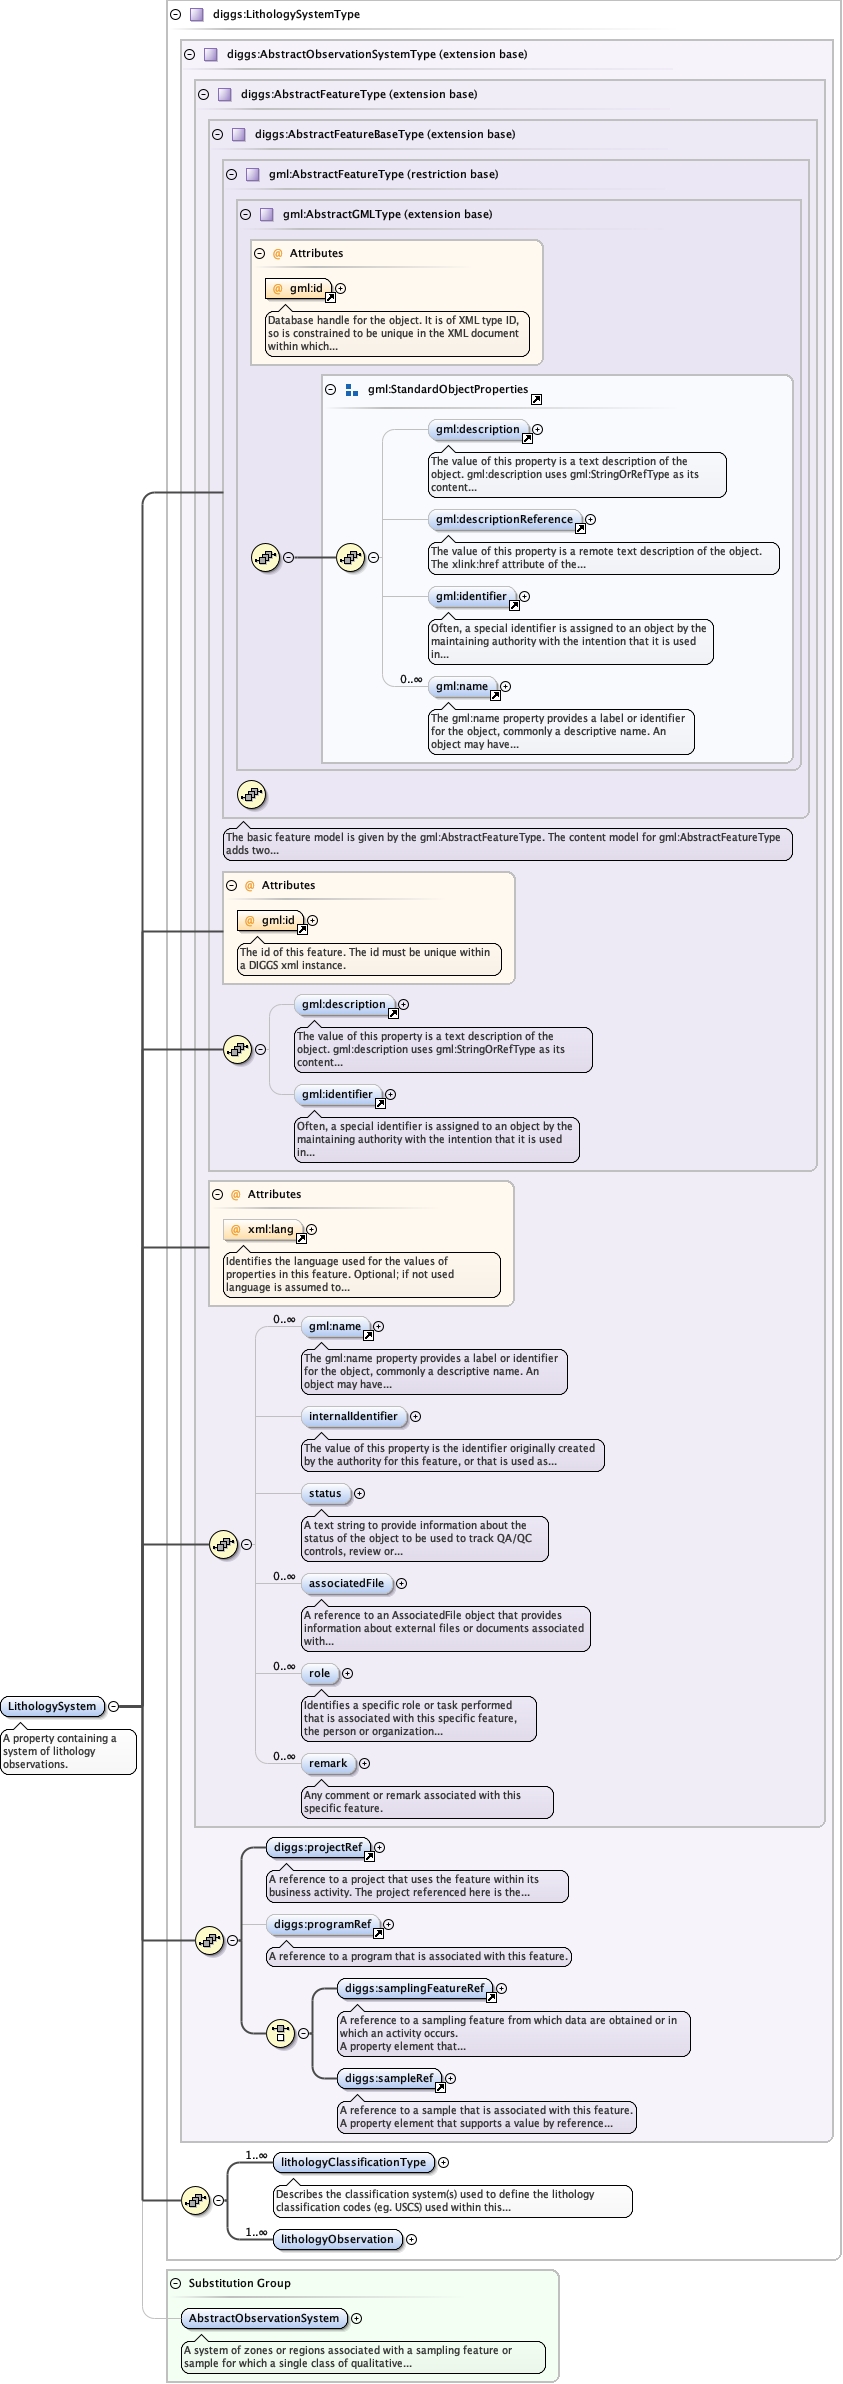 diggs:LithologySystemType
diggs:AbstractObservationSystemType (extension base)
diggs:AbstractFeatureType (extension base)
diggs:AbstractFeatureBaseType (extension base)
gml:AbstractFeatureType (restriction base)
gml:AbstractGMLType (extension base)
@ Attributes
@ gml:id
Database handle for the object. It is of XML type ID,
so is constrained to be unique in the XML document
within which...
gml:StandardObjectProperties
gml:description
The value of this property is a text description of the
object. gml:description uses gml:StringOrRefType as its
content...
gml:descriptionReference
The value of this property is a remote text description of the object.
The xlink:href attribute of the...
gml:identifier
Often, a special identifier is assigned to an object by the
maintaining authority with the intention that it is used
in...
0..∞
gml:name
The gml:name property provides a label or identifier
for the object, commonly a descriptive name. An
object may have...
The basic feature model is given by the gml:AbstractFeatureType. The content model for gml:AbstractFeatureType
adds two...
@ Attributes
@ gml:id
The id of this feature. The id must be unique within
a DIGGS xml instance.
gml:description
The value of this property is a text description of the
object. gml:description uses gml:StringOrRefType as its
content...
gml:identifier
Often, a special identifier is assigned to an object by the
maintaining authority with the intention that it is used
in...
@ Attributes
@ xml:lang
Identifies the language used for the values of
properties in this feature. Optional; if not used
language is assumed to...
0..∞
gml:name
The gml:name property provides a label or identifier
for the object, commonly a descriptive name. An
object may have...
internalIdentifier
The value of this property is the identifier originally created
by the authority for this feature, or that is used as...
status
A text string to provide information about the
status of the object to be used to track QA/QC
controls, review or...
0..∞
associatedFile
A reference to an AssociatedFile object that provides
information about external files or documents associated
with...
0..∞
role
Identifies a specific role or task performed
that is associated with this specific feature,
the person or organization...
LithologySystem
A property containing a
system of lithology
observations.
0..∞
remark
Any comment or remark associated with this
specific feature.
diggs:projectRef
A reference to a project that uses the feature within its
business activity. The project referenced here is the...
diggs:programRef
A reference to a program that is associated with this feature.
diggs:samplingFeatureRef
A reference to a sampling feature from which data are obtained or in
which an activity occurs.
A property element that...
diggs:sampleRef
A reference to a sample that is associated with this feature.
A property element that supports a value by reference...
1..∞
lithologyClassificationType
Describes the classification system(s) used to define the lithology
classification codes (eg. USCS) used within this...
1..∞
lithologyObservation
Substitution Group
AbstractObservationSystem
A system of zones or regions associated with a sampling feature or
sample for which a single class of qualitative...